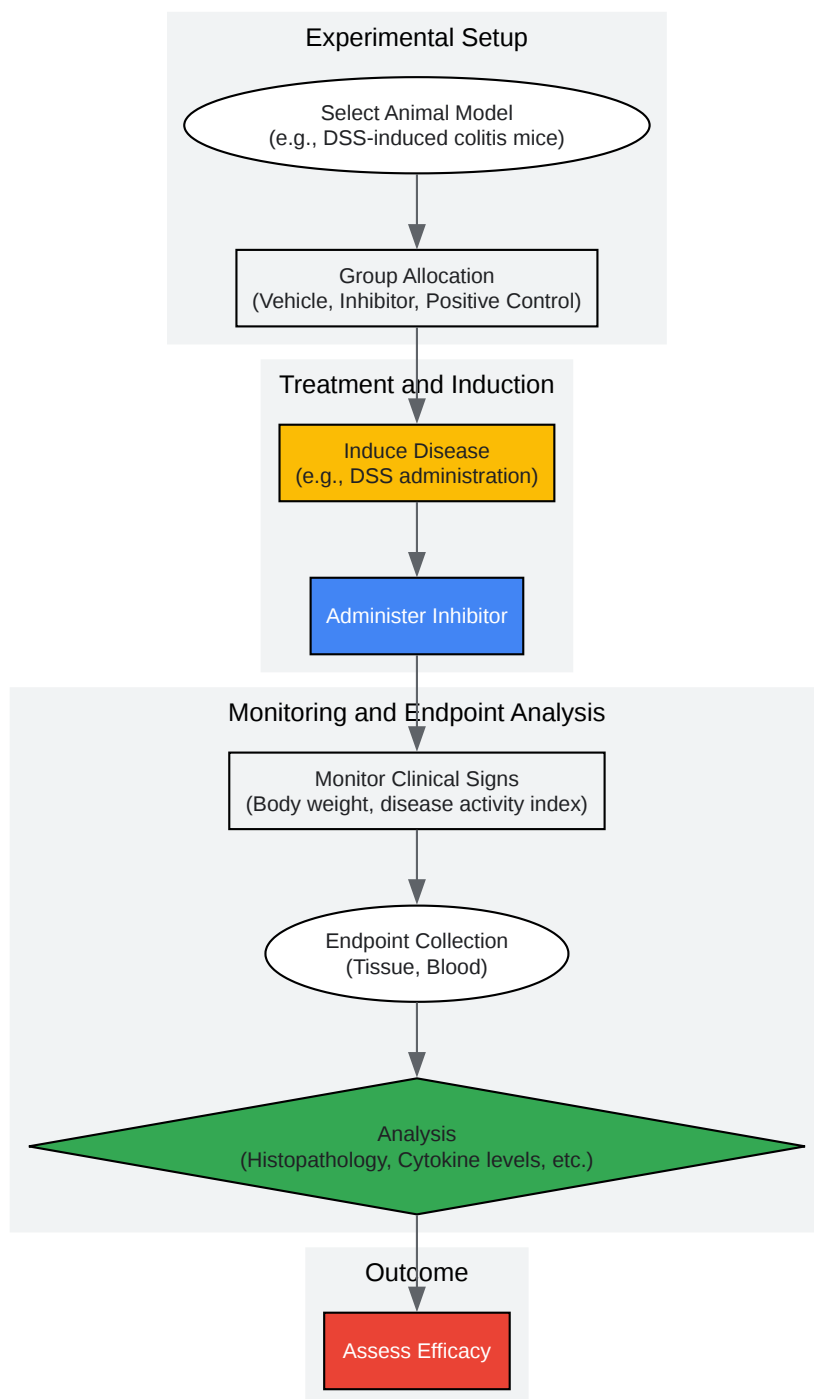 Experimental Setup
Select Animal Model
(e.g., DSS-induced colitis mice)
Group Allocation
(Vehicle, Inhibitor, Positive Control)
Treatment and Induction
Induce Disease
(e.g., DSS administration)
Administer Inhibitor
Monitoring and Endpoint Analysis
Monitor Clinical Signs
(Body weight, disease activity index)
Endpoint Collection
(Tissue, Blood)
Analysis
(Histopathology, Cytokine levels, etc.)
Outcome
Assess Efficacy